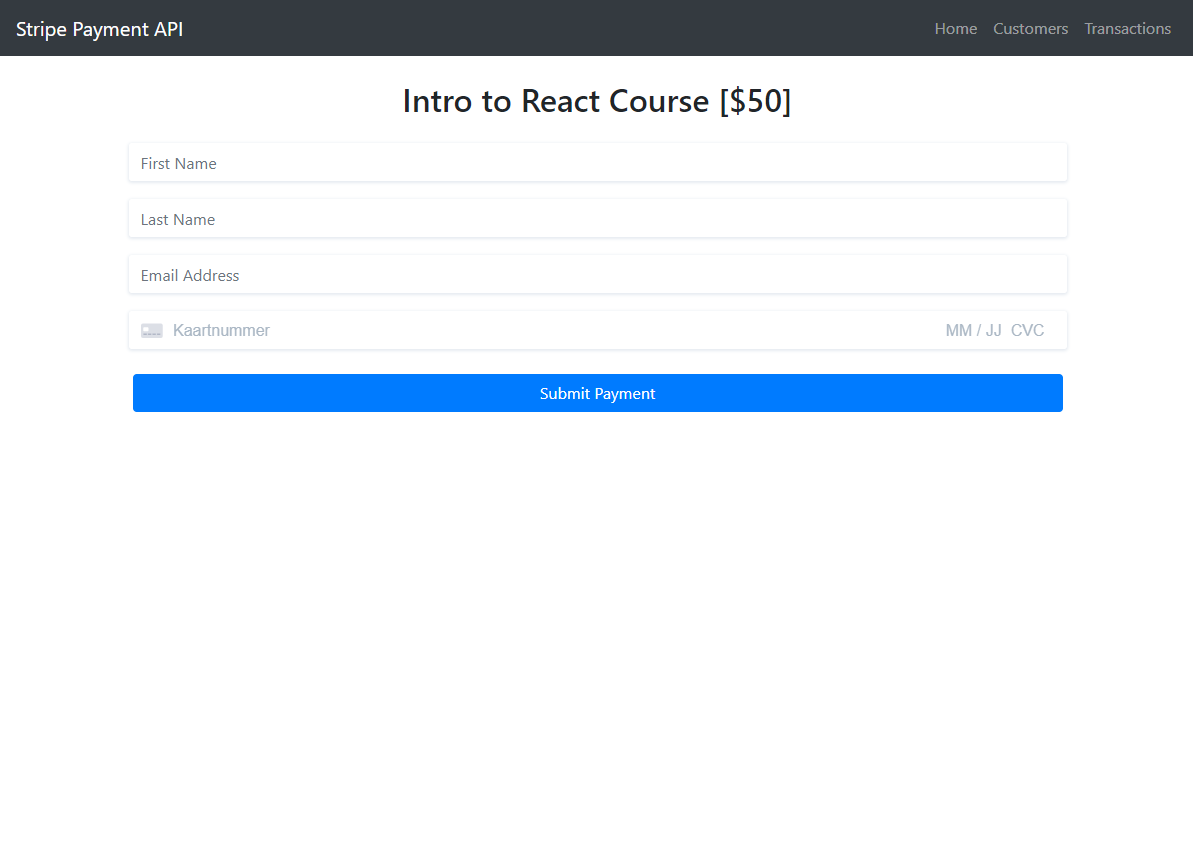 Stripe Payment API Home Customers Transactions
Intro to React Course [$50]
First Name
Last Name
Email Address
Kaartnummer MM / JJ CVC
Submit Payment